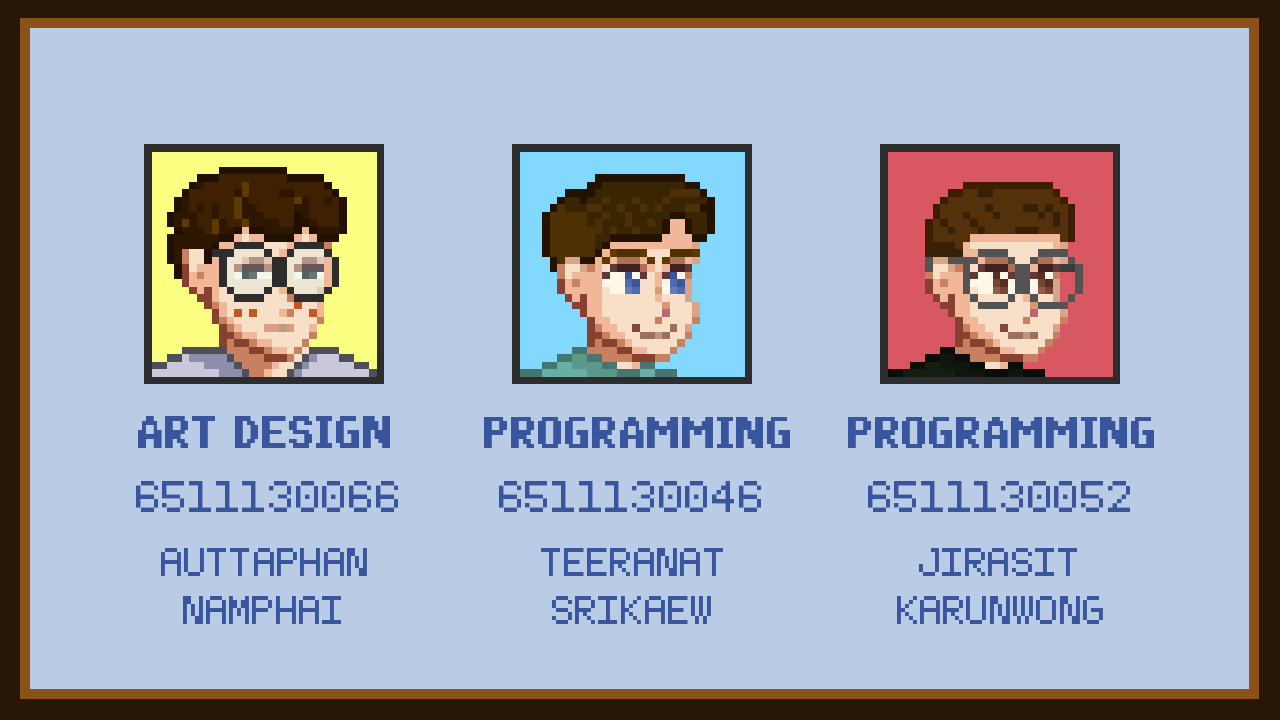 ART DESIGN
6511130066
AUTTAPHAN
NAMPHAI
PROGRAMMING
6511130046
TEERANAT
SRIKAEW
PROGRAMMING
6511130052
JIRASIT
KARUNWONG